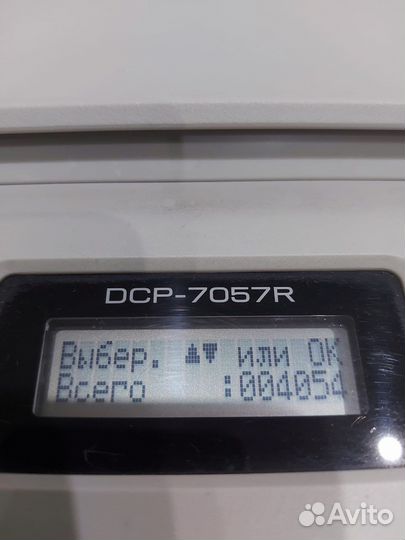 DCP-7057R
Выбер. ▲▼ или OK
Всего :004054
Avito